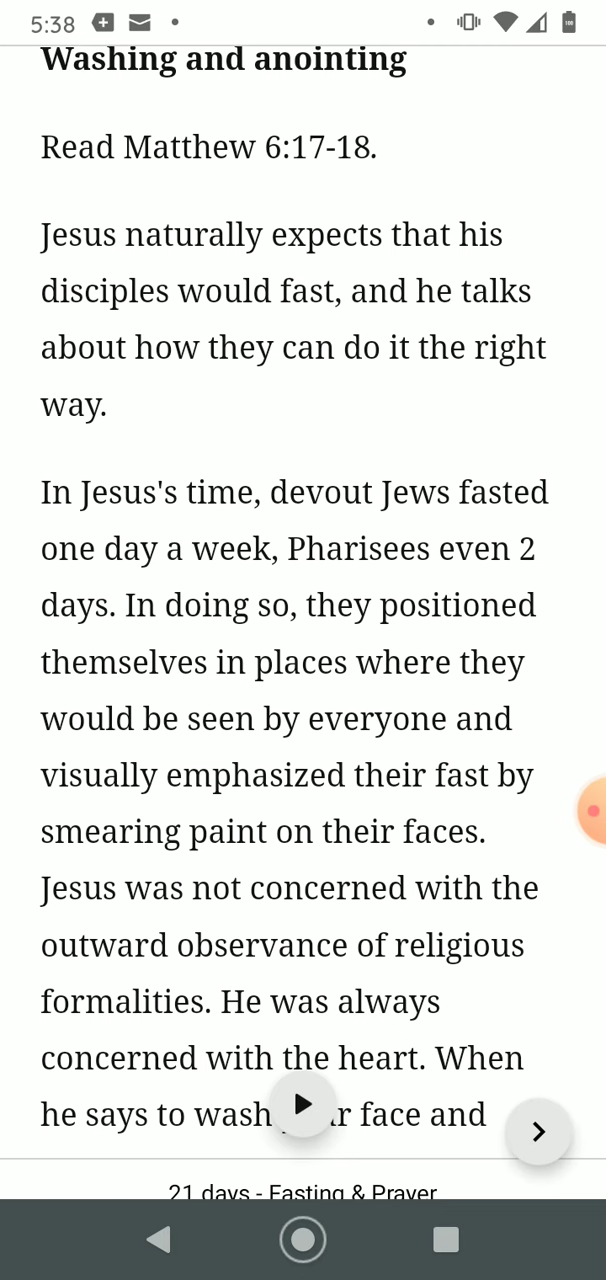 5:38
Washing and anointing
Read Matthew 6:17-18.
Jesus naturally expects that his
disciples would fast, and he talks
about how they can do it the right
way.
In Jesus's time, devout Jews fasted
one day a week, Pharisees even 2
days. In doing so, they positioned
themselves in places where they
would be seen by everyone and
visually emphasized their fast by
smearing paint on their faces.
Jesus was not concerned with the
outward observance of religious
formalities. He was always
concerned with the heart. When
he says to wash face and
21 days - Fasting & Prayer